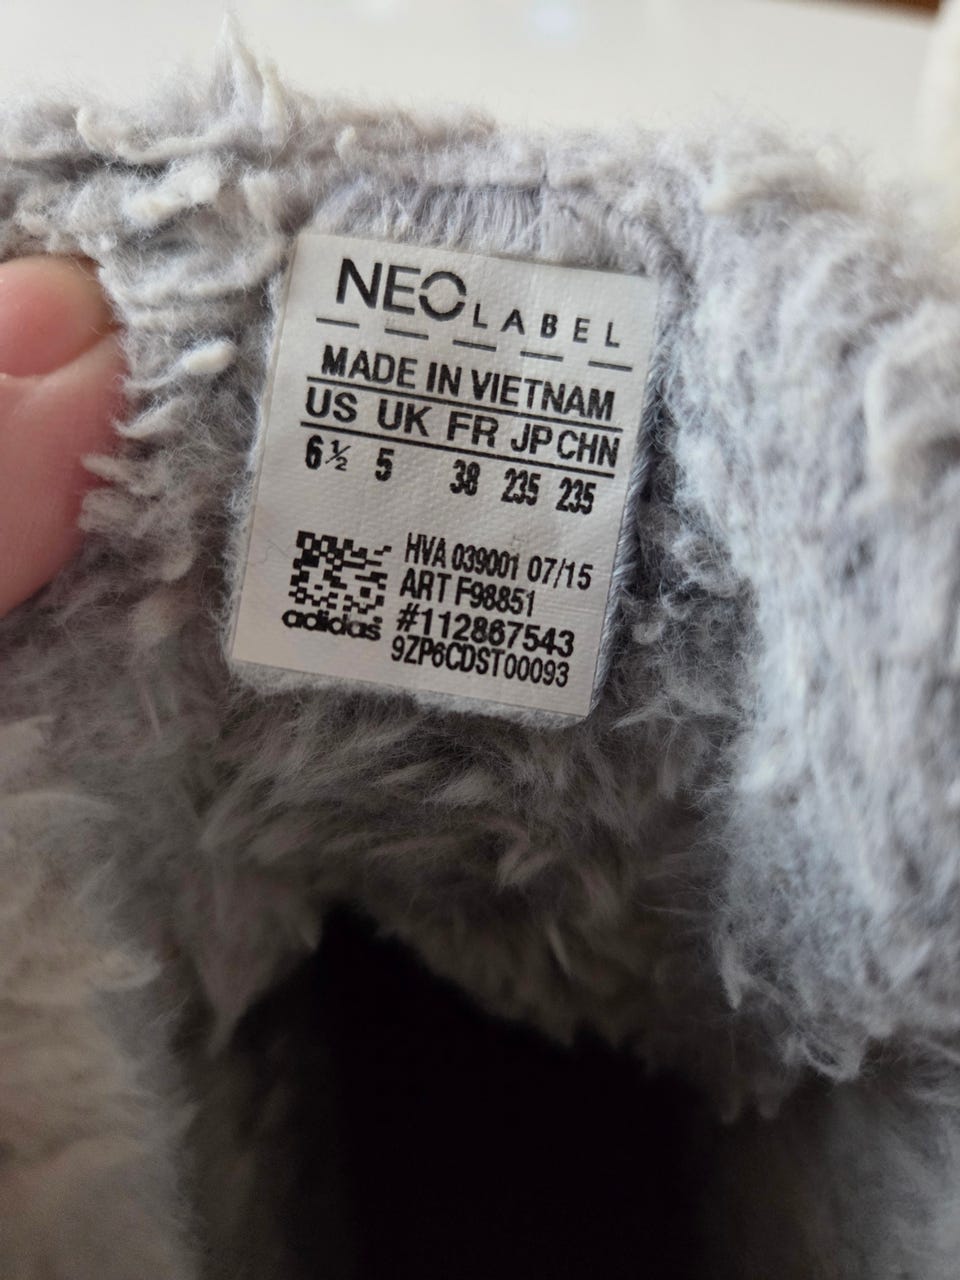 NEO LABEL
MADE IN VIETNAM
US UK FR JP CHN
6½ 5 38 235 235
HVA 039001 07/15
ART F98851
#112867543
9ZP6CDST00093
adidas